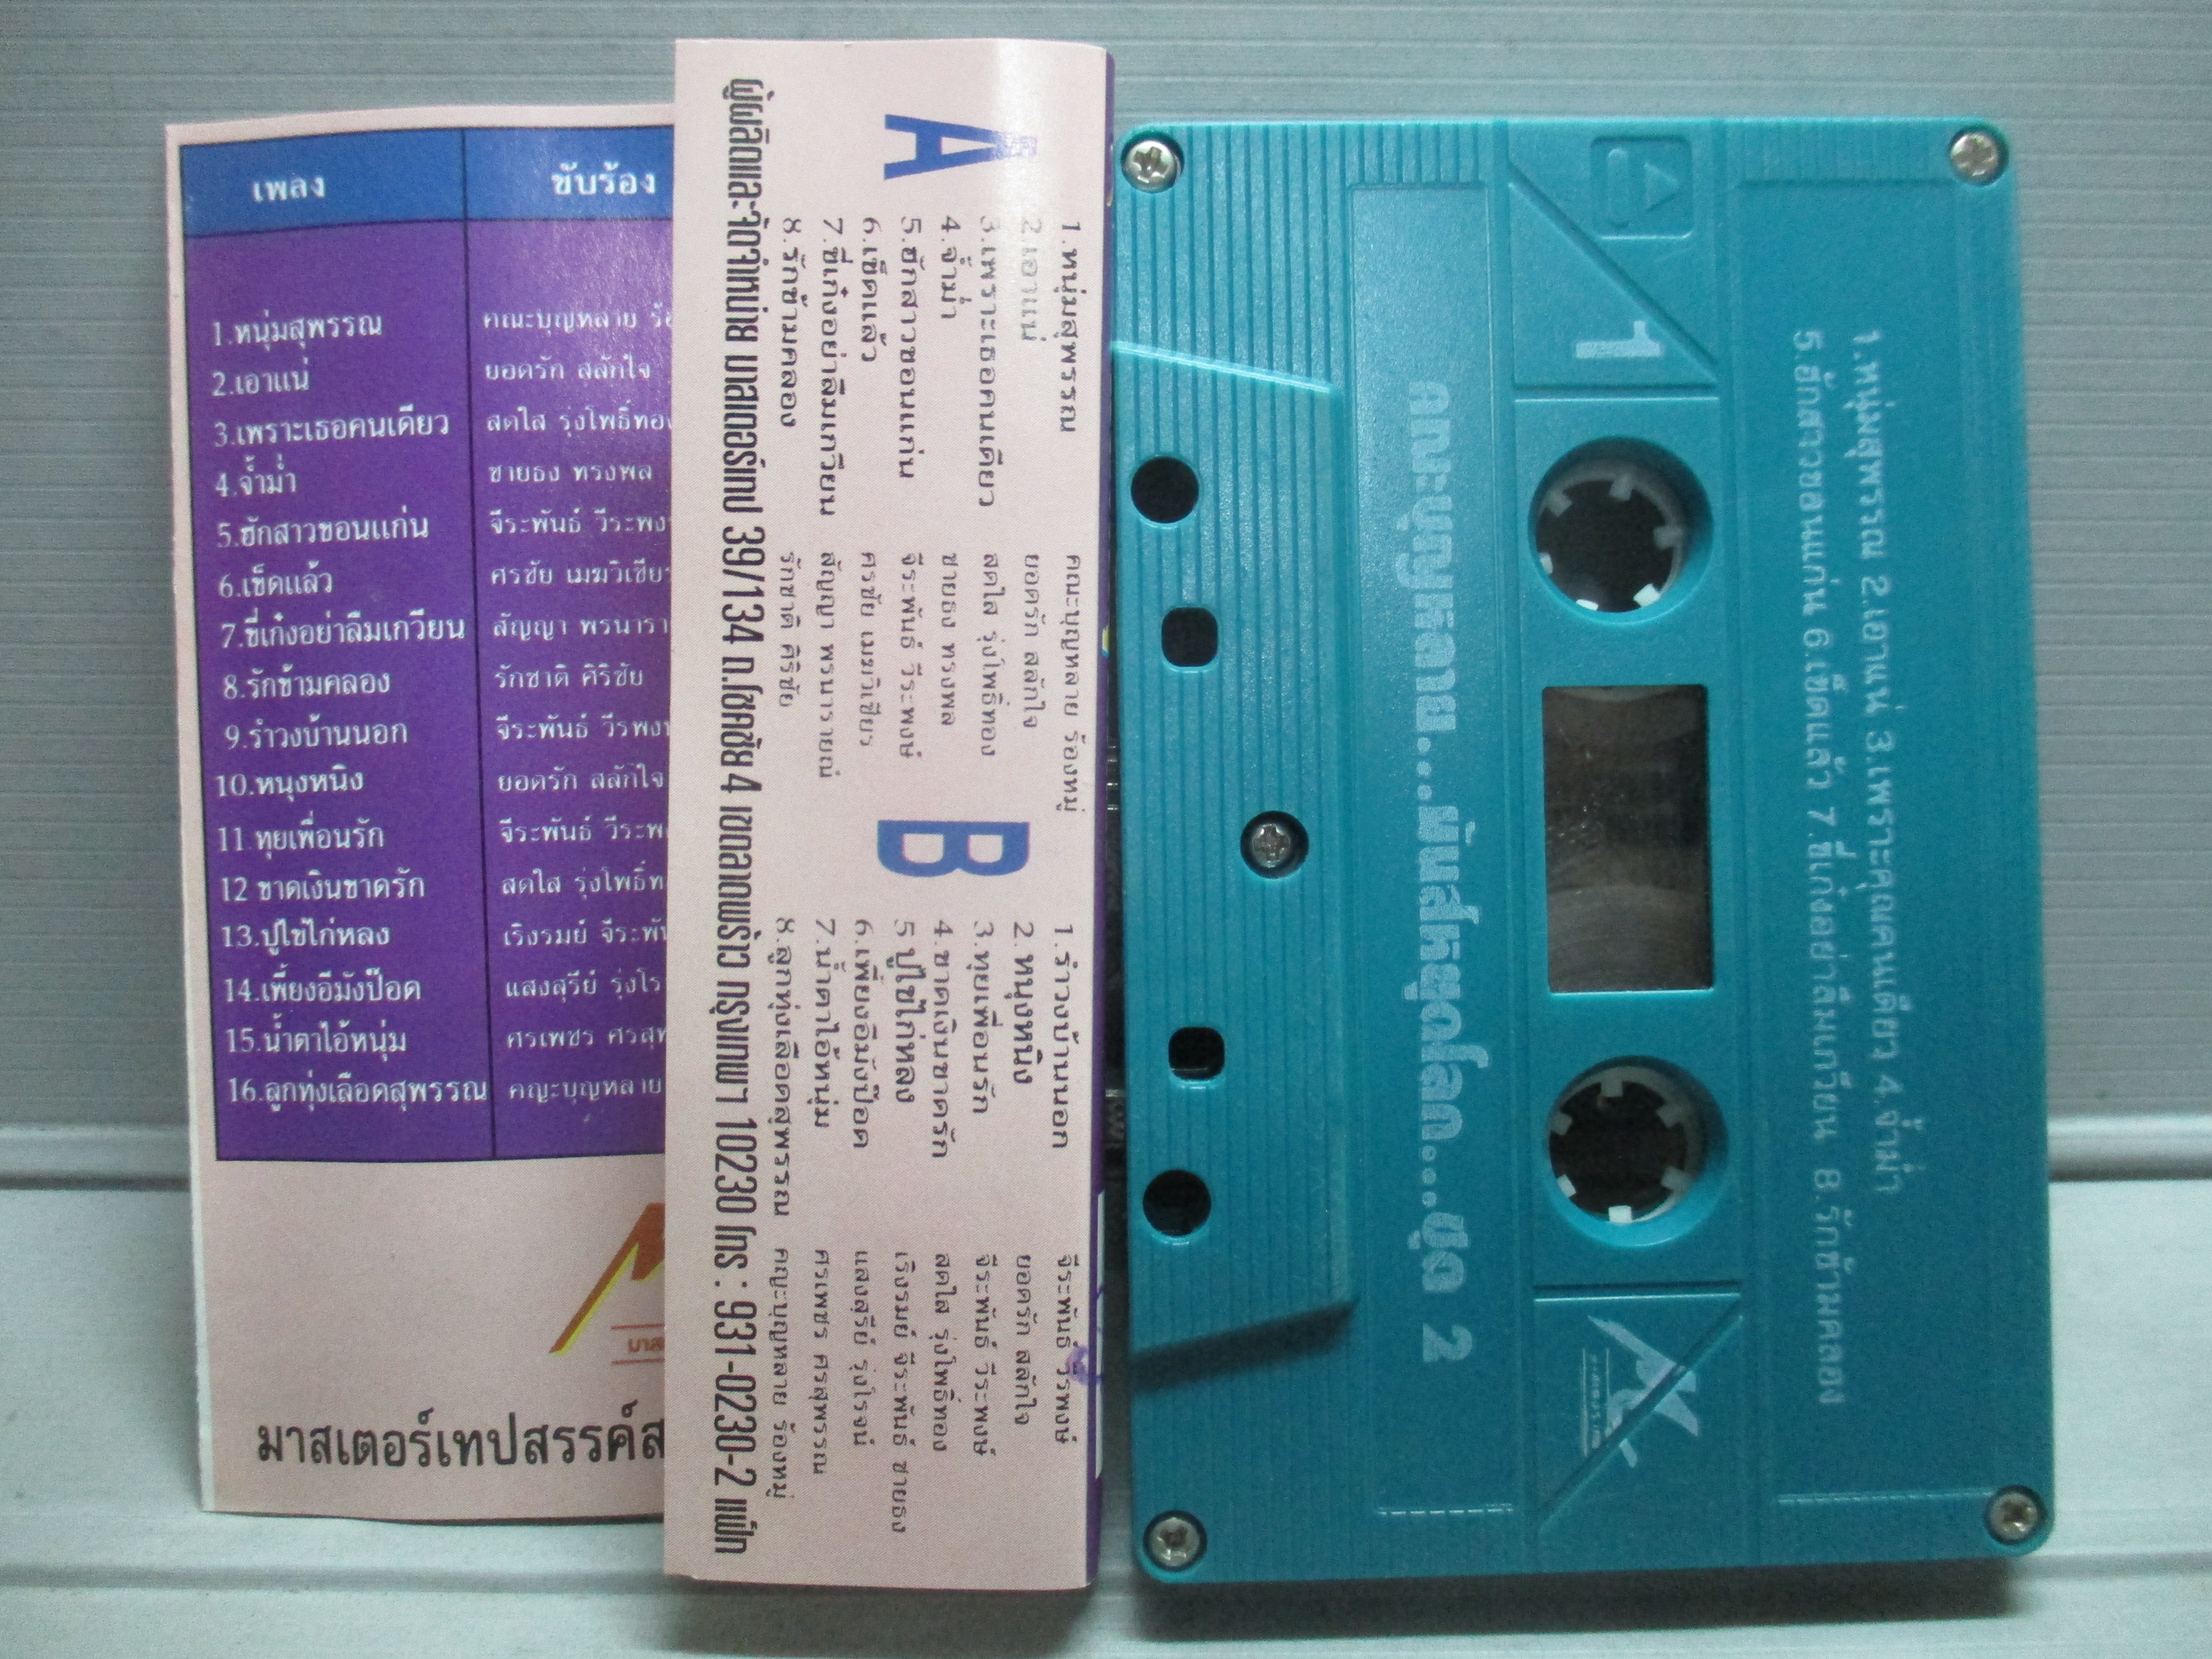 เพลง
ขับร้อง
1.หนุ่มสุพรรณ
คณะบุญหลาย
2.เอาแน่
ยอดรัก สลักใจ
3.เพราะเธอคนเดียว
สดใส รุ่งโพธิ์ทอง
4.จ้ำม่ำ
ชายธง ทรงพล
5.ฮักสาวขอนแก่น
จีระพันธ์ วีระพง
6.เข็ดแล้ว
ศรชัย เมฆวิเชีย
7.ขี่เก๋งอย่าลืมเกวียน
สัญญา พรนารา
8.รักข้ามคลอง
รักชาติ ศิริชัย
9.รำวงบ้านนอก
จีระพันธ์ วีรพง
10.หนุงหนิง
ยอดรัก สลักใจ
11 ทุยเพื่อนรัก
จีระพันธ์ วีระพ
12 ขาดเงินขาดรัก
สดใส รุ่งโพธิ์ท
13.ปูไข่ไก่หลง
เริงรมย์ จีระพัน
14.เพี้ยงอีมังป๊อด
แสงสุรีย์ รุ่งโร
15.น้ำตาไอ้หนุ่ม
ศรเพชร ศรสุพ
16.ลูกทุ่งเลือดสุพรรณ
คญะบุญหลาย
มาส
มาสเตอร์เทปสรรค์ส
A
1.หนุ่มสุพรรณ คณะบุญหลาย ร้องหมู่
2.เอาแน่ ยอดรัก สลักใจ
3.เพราะเธอคนเดียว สดใส รุ่งโพธิ์ทอง
4.จ้ำม่ำ ชายธง ทรงพล
5.ฮักสาวขอนแก่น จีระพันธ์ วีระพงษ์
6.เข็ดแล้ว ศรชัย เมฆวิเชียร
7.ขี่เก๋งอย่าลืมเกวียน สัญญา พรนารายณ์
8.รักข้ามคลอง รักชาติ ศิริชัย
B
1.รำวงบ้านนอก จีระพันธ์ วีรพงษ์
2.หนุงหนิง ยอดรัก สลักใจ
3.ทุยเพื่อนรัก จีระพันธ์ วีระพงษ์
4.ขาดเงินขาดรัก สดใส รุ่งโพธิ์ทอง
5 ปูไข่ไก่หลง เริงรมย์ จีระพันธ์ ชายธง
6.เพี้ยงอีมังป๊อด แสงสุรีย์ รุ่งโรจน์
7.น้ำตาไอ้หนุ่ม ศรเพชร ศรสุพรรณ
8.ลูกทุ่งเลือดสุพรรณ คญะบุญหลาย ร้องหมู่
ผู้ผลิตและจัดจำหน่าย มาสเตอร์เทป 39/134 ถ.โชคชัย 4 เขตลาดพร้าว กรุงเทพฯ 10230 โทร : 931-0230-2 แฟ็ก
1.หนุ่มสุพรรณ 2.เอาแน่ 3.เพราะคุณคนเดียว 4.จ้ำม่ำ
5.ฮักสาวขอนแก่น 6.เข็ดแล้ว 7.ขี่เก๋งอย่าลืมเกวียน 8.รักข้ามคลอง
1
คณะบุญหลาย...มันส์หยุดโลก...ชุด 2